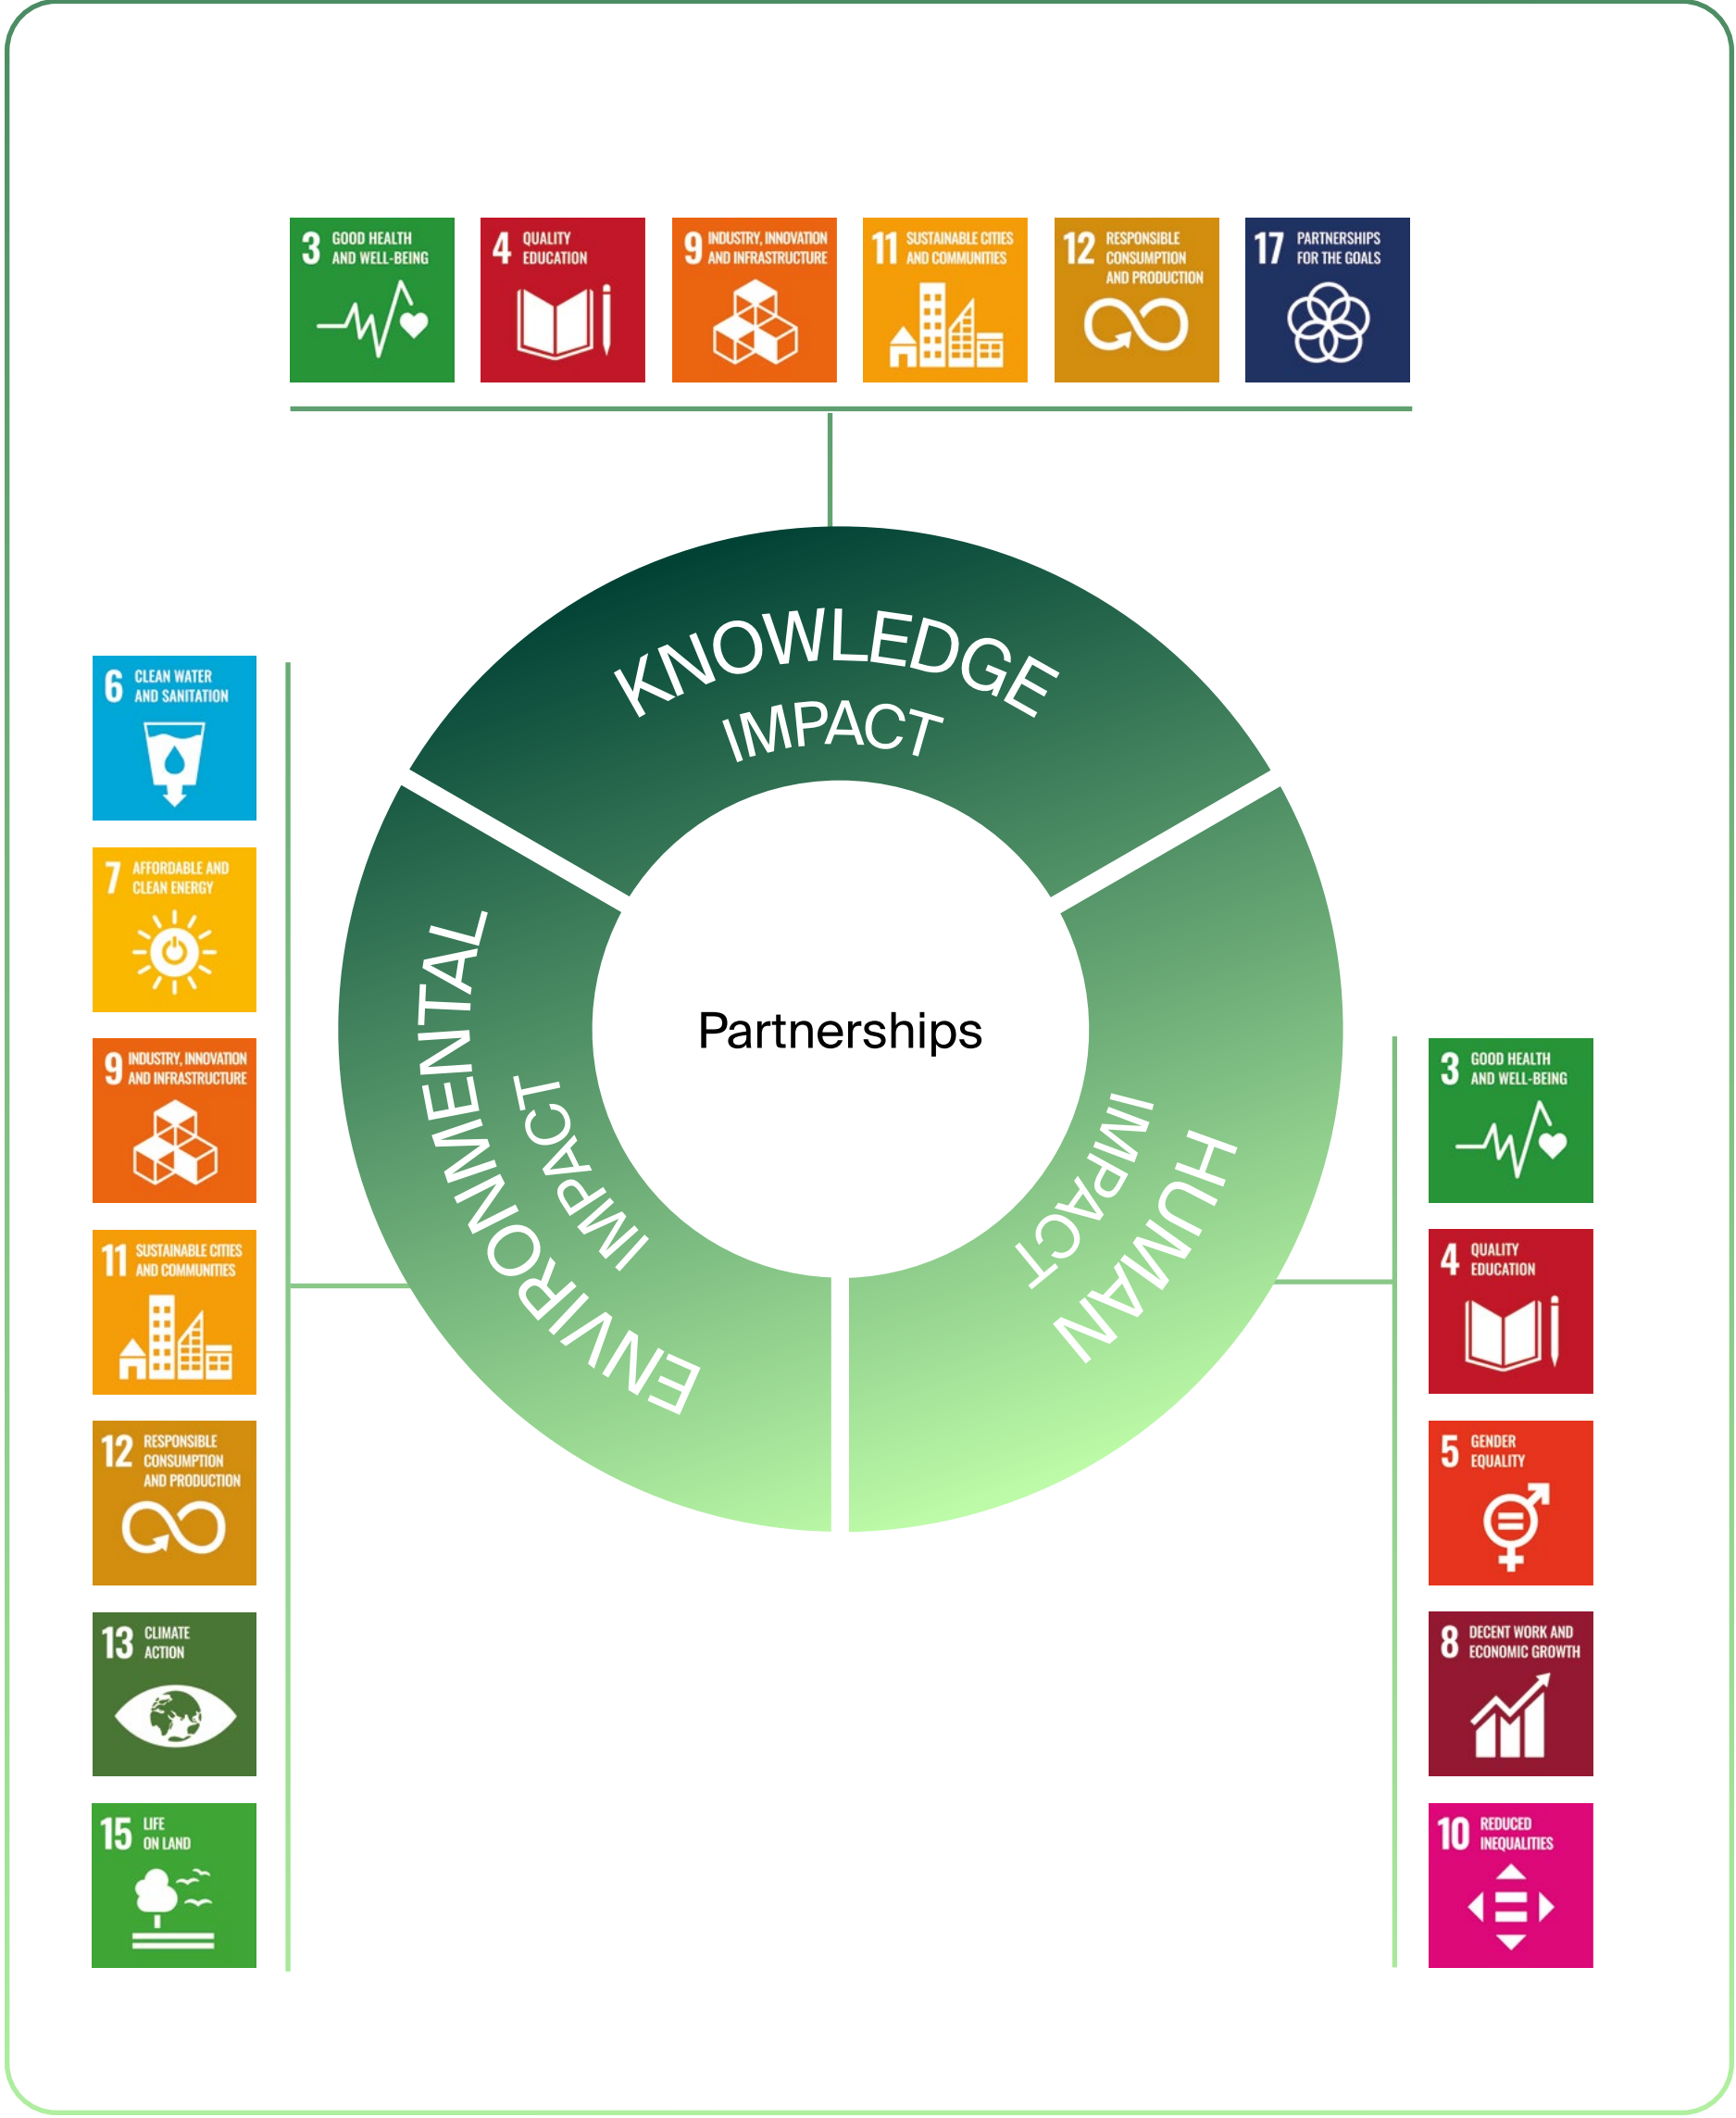 3 GOOD HEALTH
AND WELL-BEING
4 QUALITY
EDUCATION
9 INDUSTRY, INNOVATION
AND INFRASTRUCTURE
11 SUSTAINABLE CITIES
AND COMMUNITIES
12 RESPONSIBLE
CONSUMPTION
AND PRODUCTION
17 PARTNERSHIPS
FOR THE GOALS
KNOWLEDGE
IMPACT
6 CLEAN WATER
AND SANITATION
7 AFFORDABLE AND
CLEAN ENERGY
9 INDUSTRY, INNOVATION
AND INFRASTRUCTURE
11 SUSTAINABLE CITIES
AND COMMUNITIES
12 RESPONSIBLE
CONSUMPTION
AND PRODUCTION
13 CLIMATE
ACTION
15 LIFE
ON LAND
ENVIRONMENTAL
IMPACT
Partnerships
HUMAN
IMPACT
3 GOOD HEALTH
AND WELL-BEING
4 QUALITY
EDUCATION
5 GENDER
EQUALITY
8 DECENT WORK AND
ECONOMIC GROWTH
10 REDUCED
INEQUALITIES